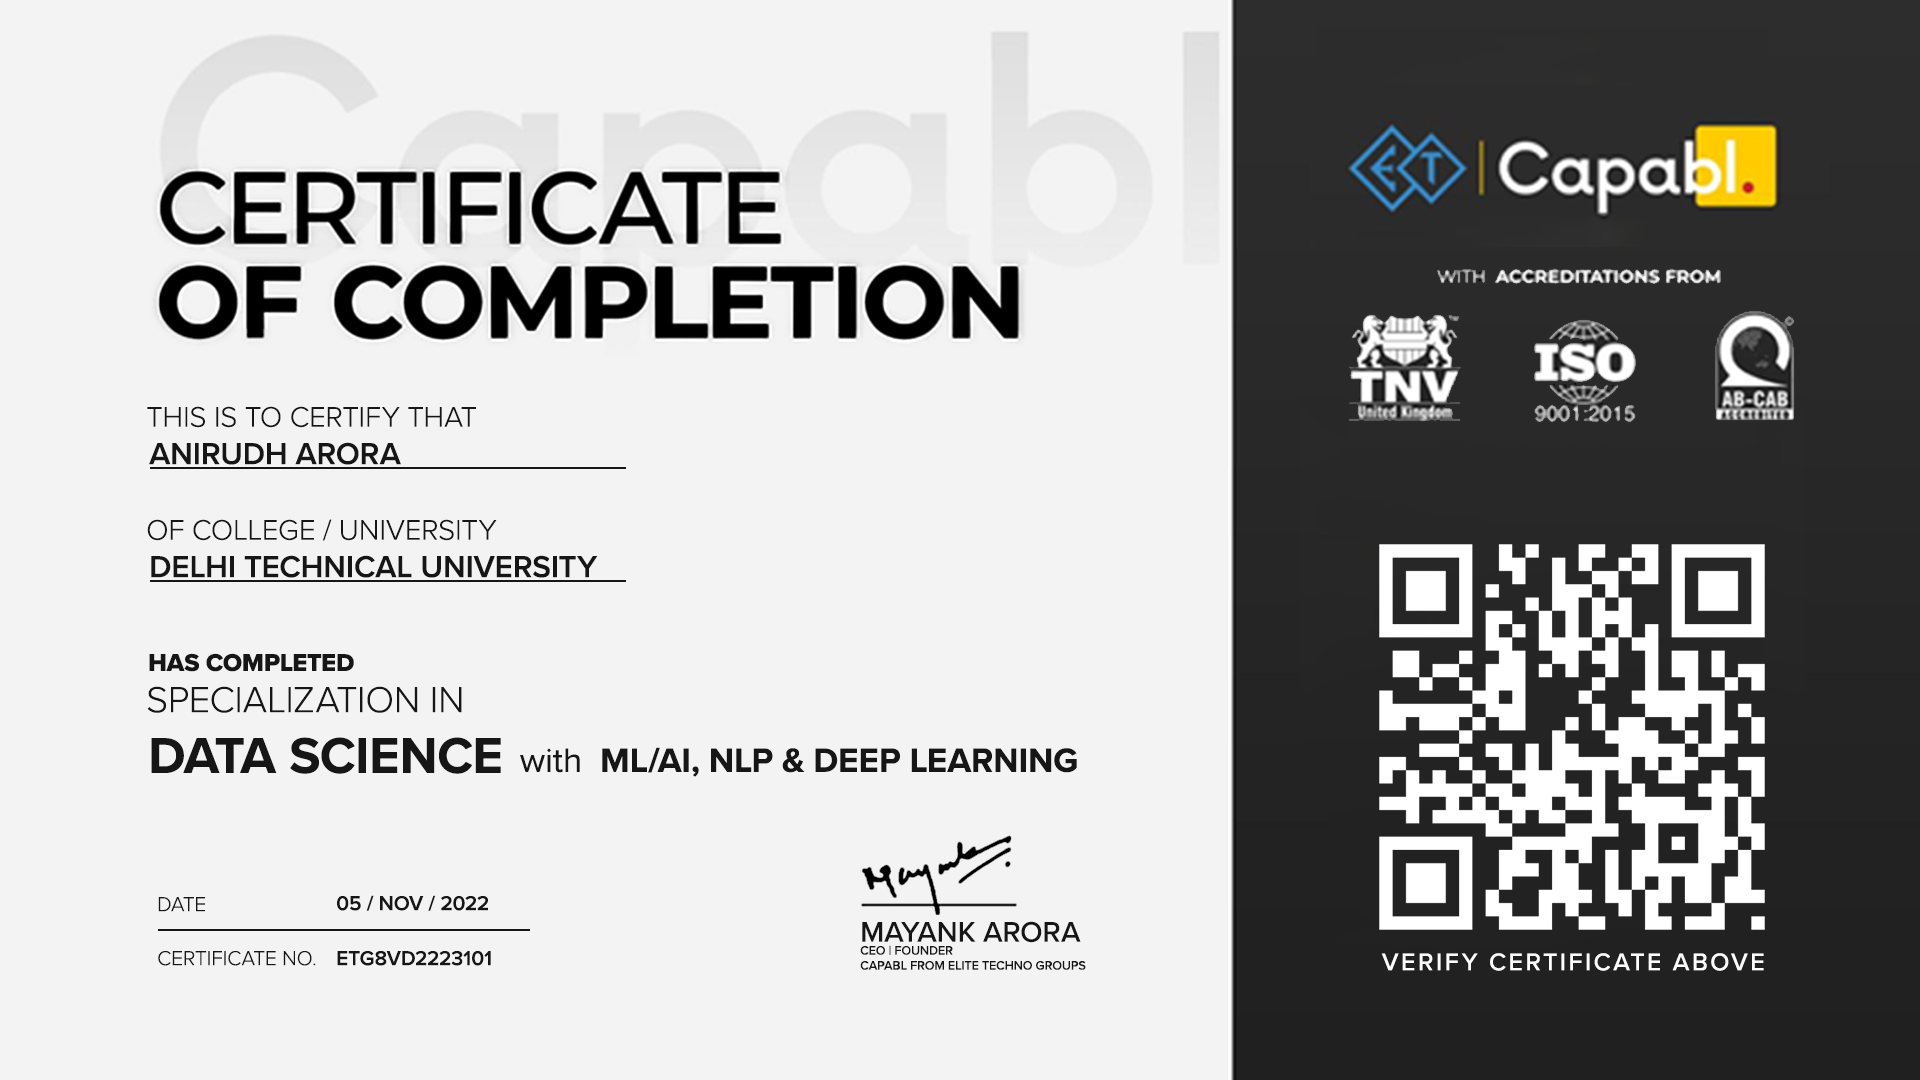 Capabl
CERTIFICATE
OF COMPLETION
THIS IS TO CERTIFY THAT
ANIRUDH ARORA
OF COLLEGE / UNIVERSITY
DELHI TECHNICAL UNIVERSITY
HAS COMPLETED
SPECIALIZATION IN
DATA SCIENCE with ML/AI, NLP & DEEP LEARNING
DATE 05 / NOV / 2022
CERTIFICATE NO. ETG8VD2223101
Mayank
MAYANK ARORA
CEO | FOUNDER
CAPABL FROM ELITE TECHNO GROUPS
ET | Capabl.
WITH ACCREDITATIONS FROM
TNV™
United Kingdom
ISO
9001:2015
©
AB-CAB
ACCREDITED
VERIFY CERTIFICATE ABOVE